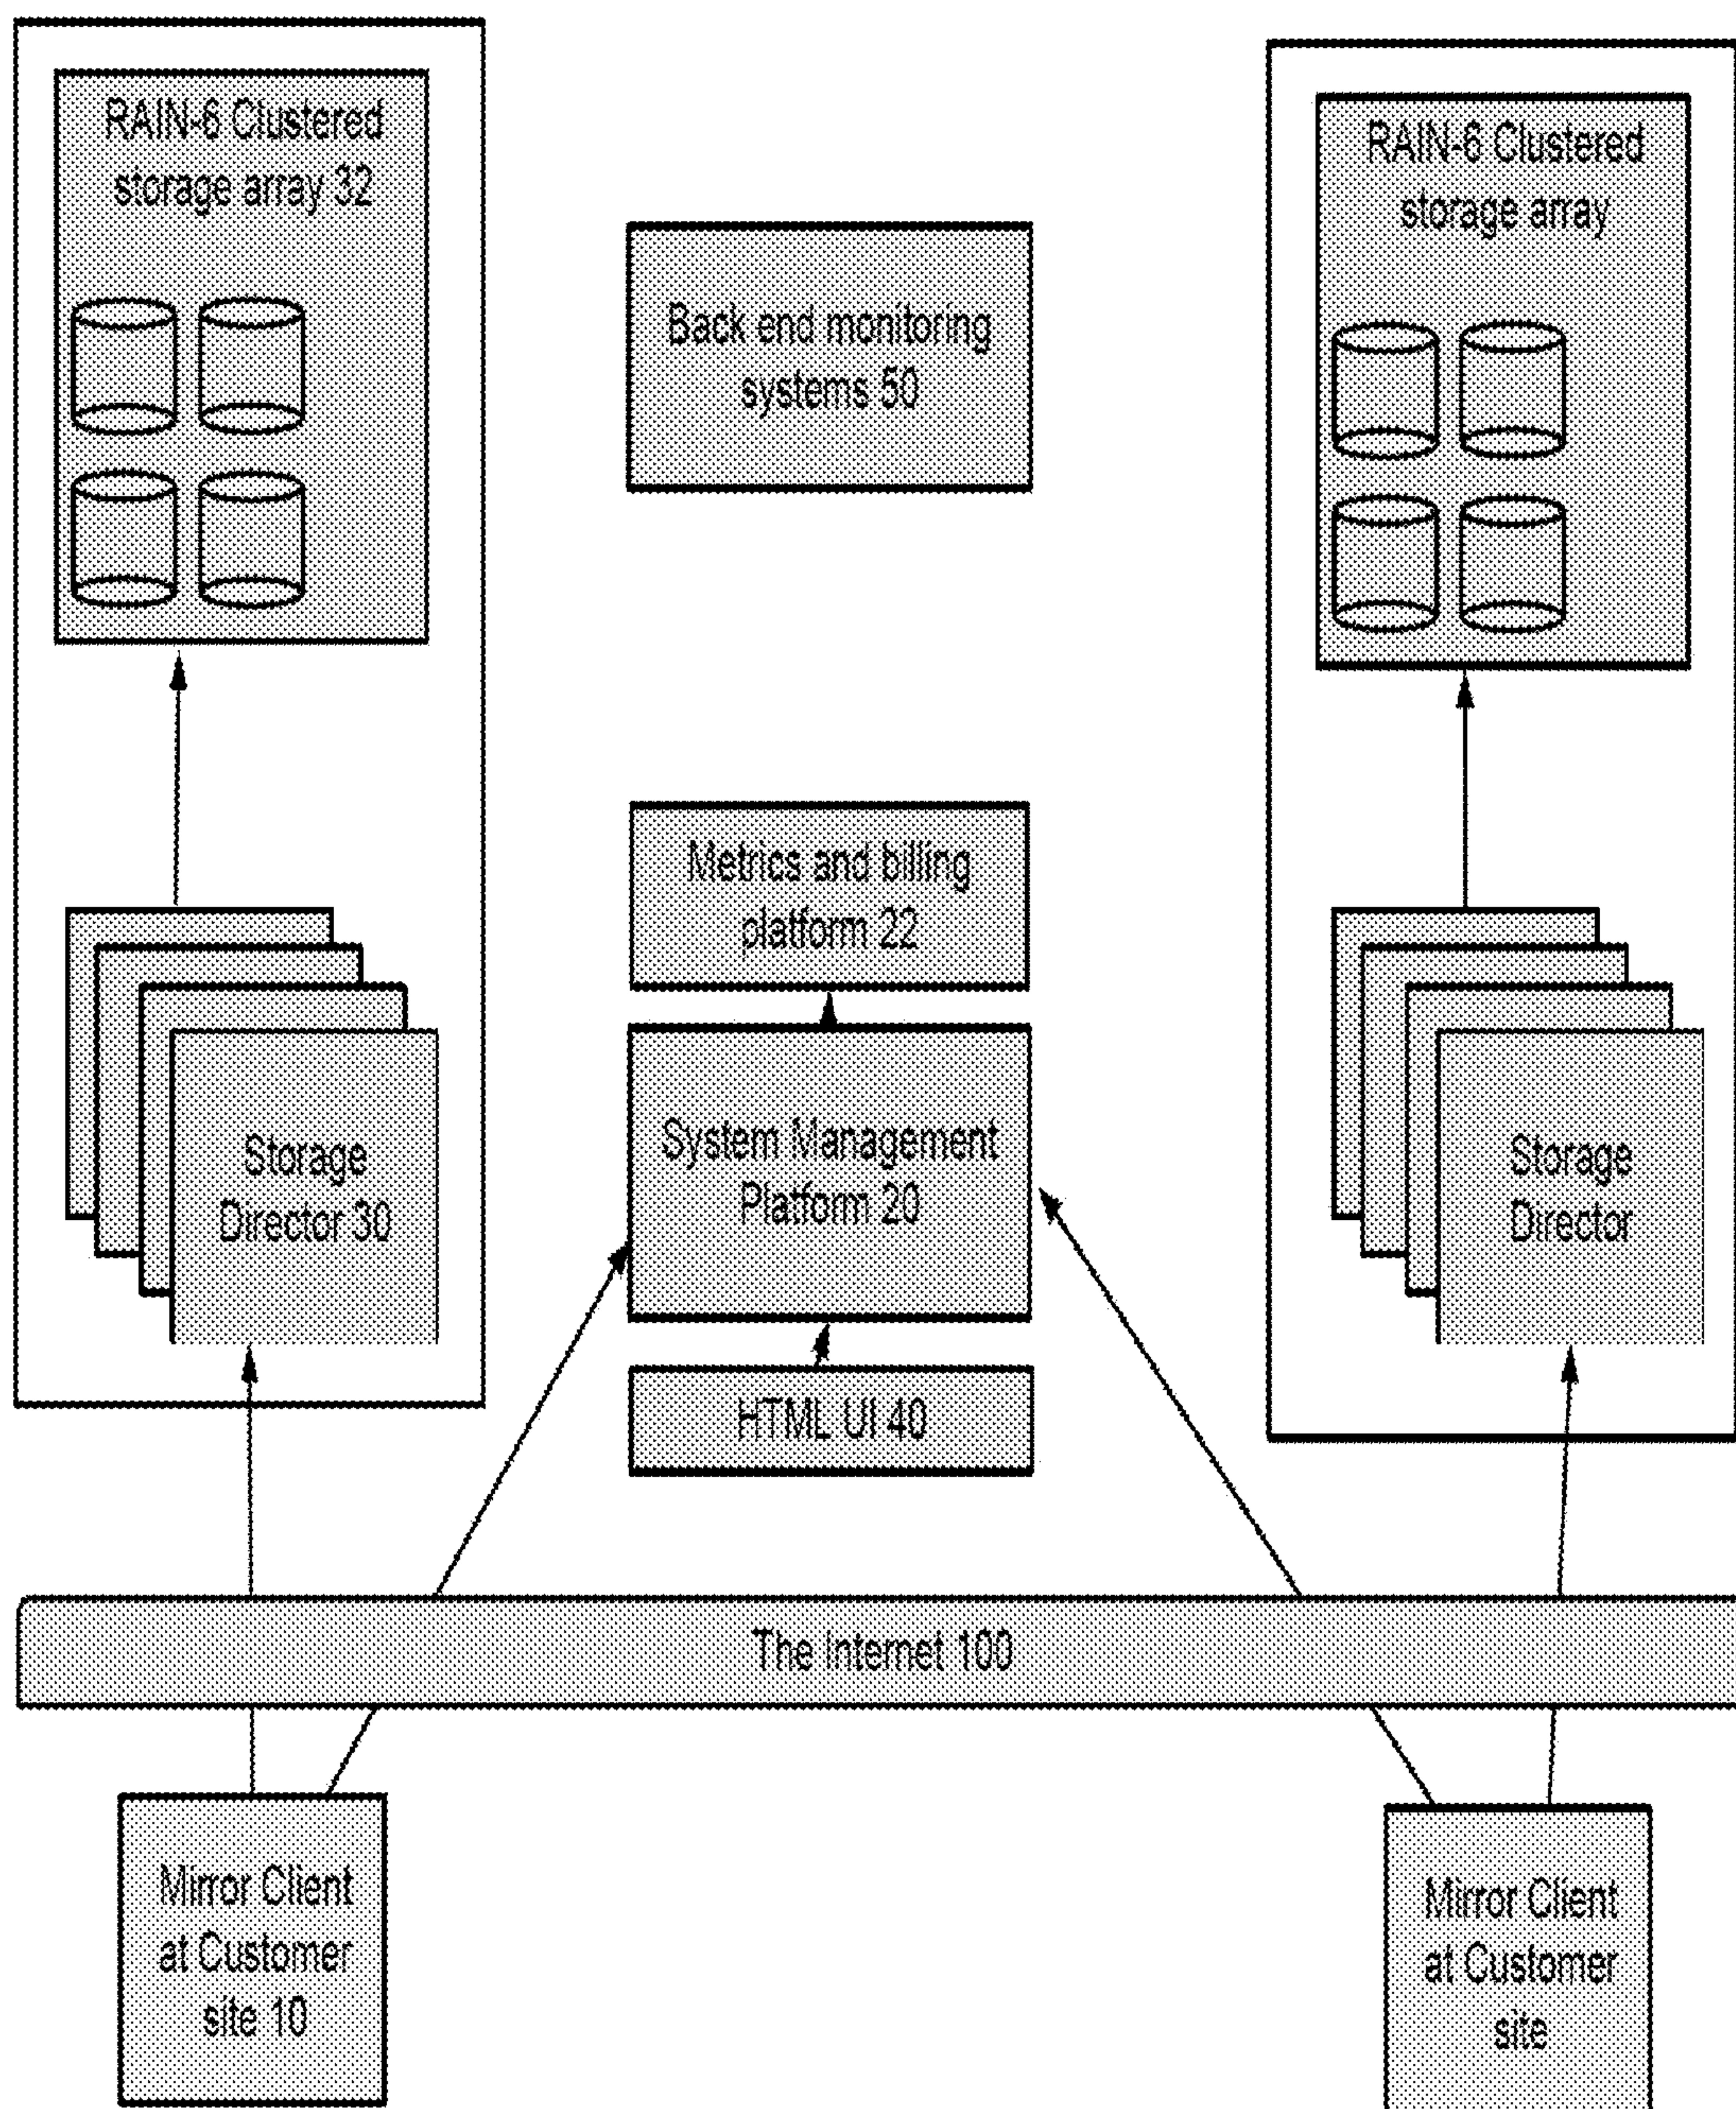 RAIN-6 Clustered
storage array 32
RAIN-6 Clustered
storage array
Back end monitoring
systems 50
Metrics and billing
platform 22
System Management
Platform 20
Storage
Director 30
Storage
Director
HTML UI 40
The Internet 100
Mirror Client
at Customer
site 10
Mirror Client
at Customer
site